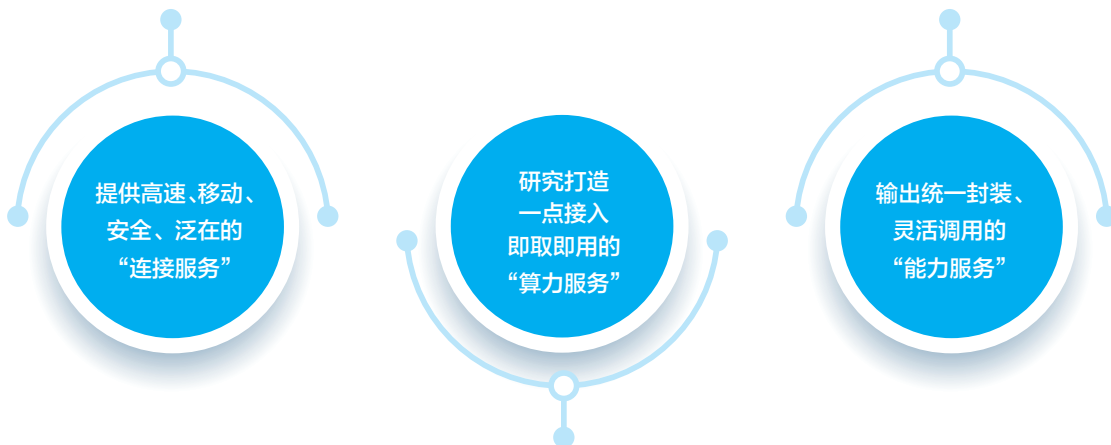 提供高速、移动、
安全、泛在的
“连接服务”
研究打造
一点接入
即取即用的
“算力服务”
输出统一封装、
灵活调用的
“能力服务”